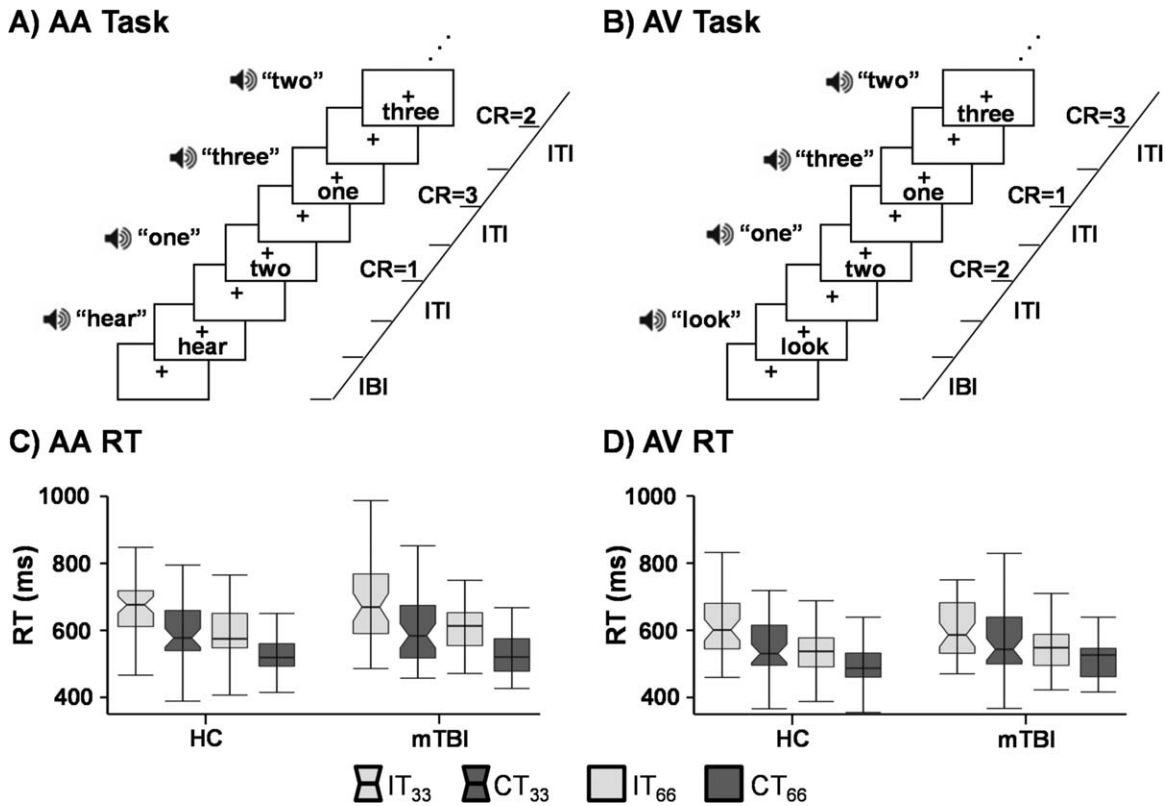 A) AA Task
“two”
three
CR=2
ITI
“three”
one
CR=3
ITI
“one”
two
CR=1
ITI
“hear”
hear
IBI
B) AV Task
“two”
three
CR=3
ITI
“three”
one
CR=1
ITI
“one”
two
CR=2
ITI
“look”
look
IBI
C) AA RT
RT (ms)
1000
800
600
400
HC mTBI
D) AV RT
RT (ms)
1000
800
600
400
HC mTBI
IT33 CT33 IT66 CT66